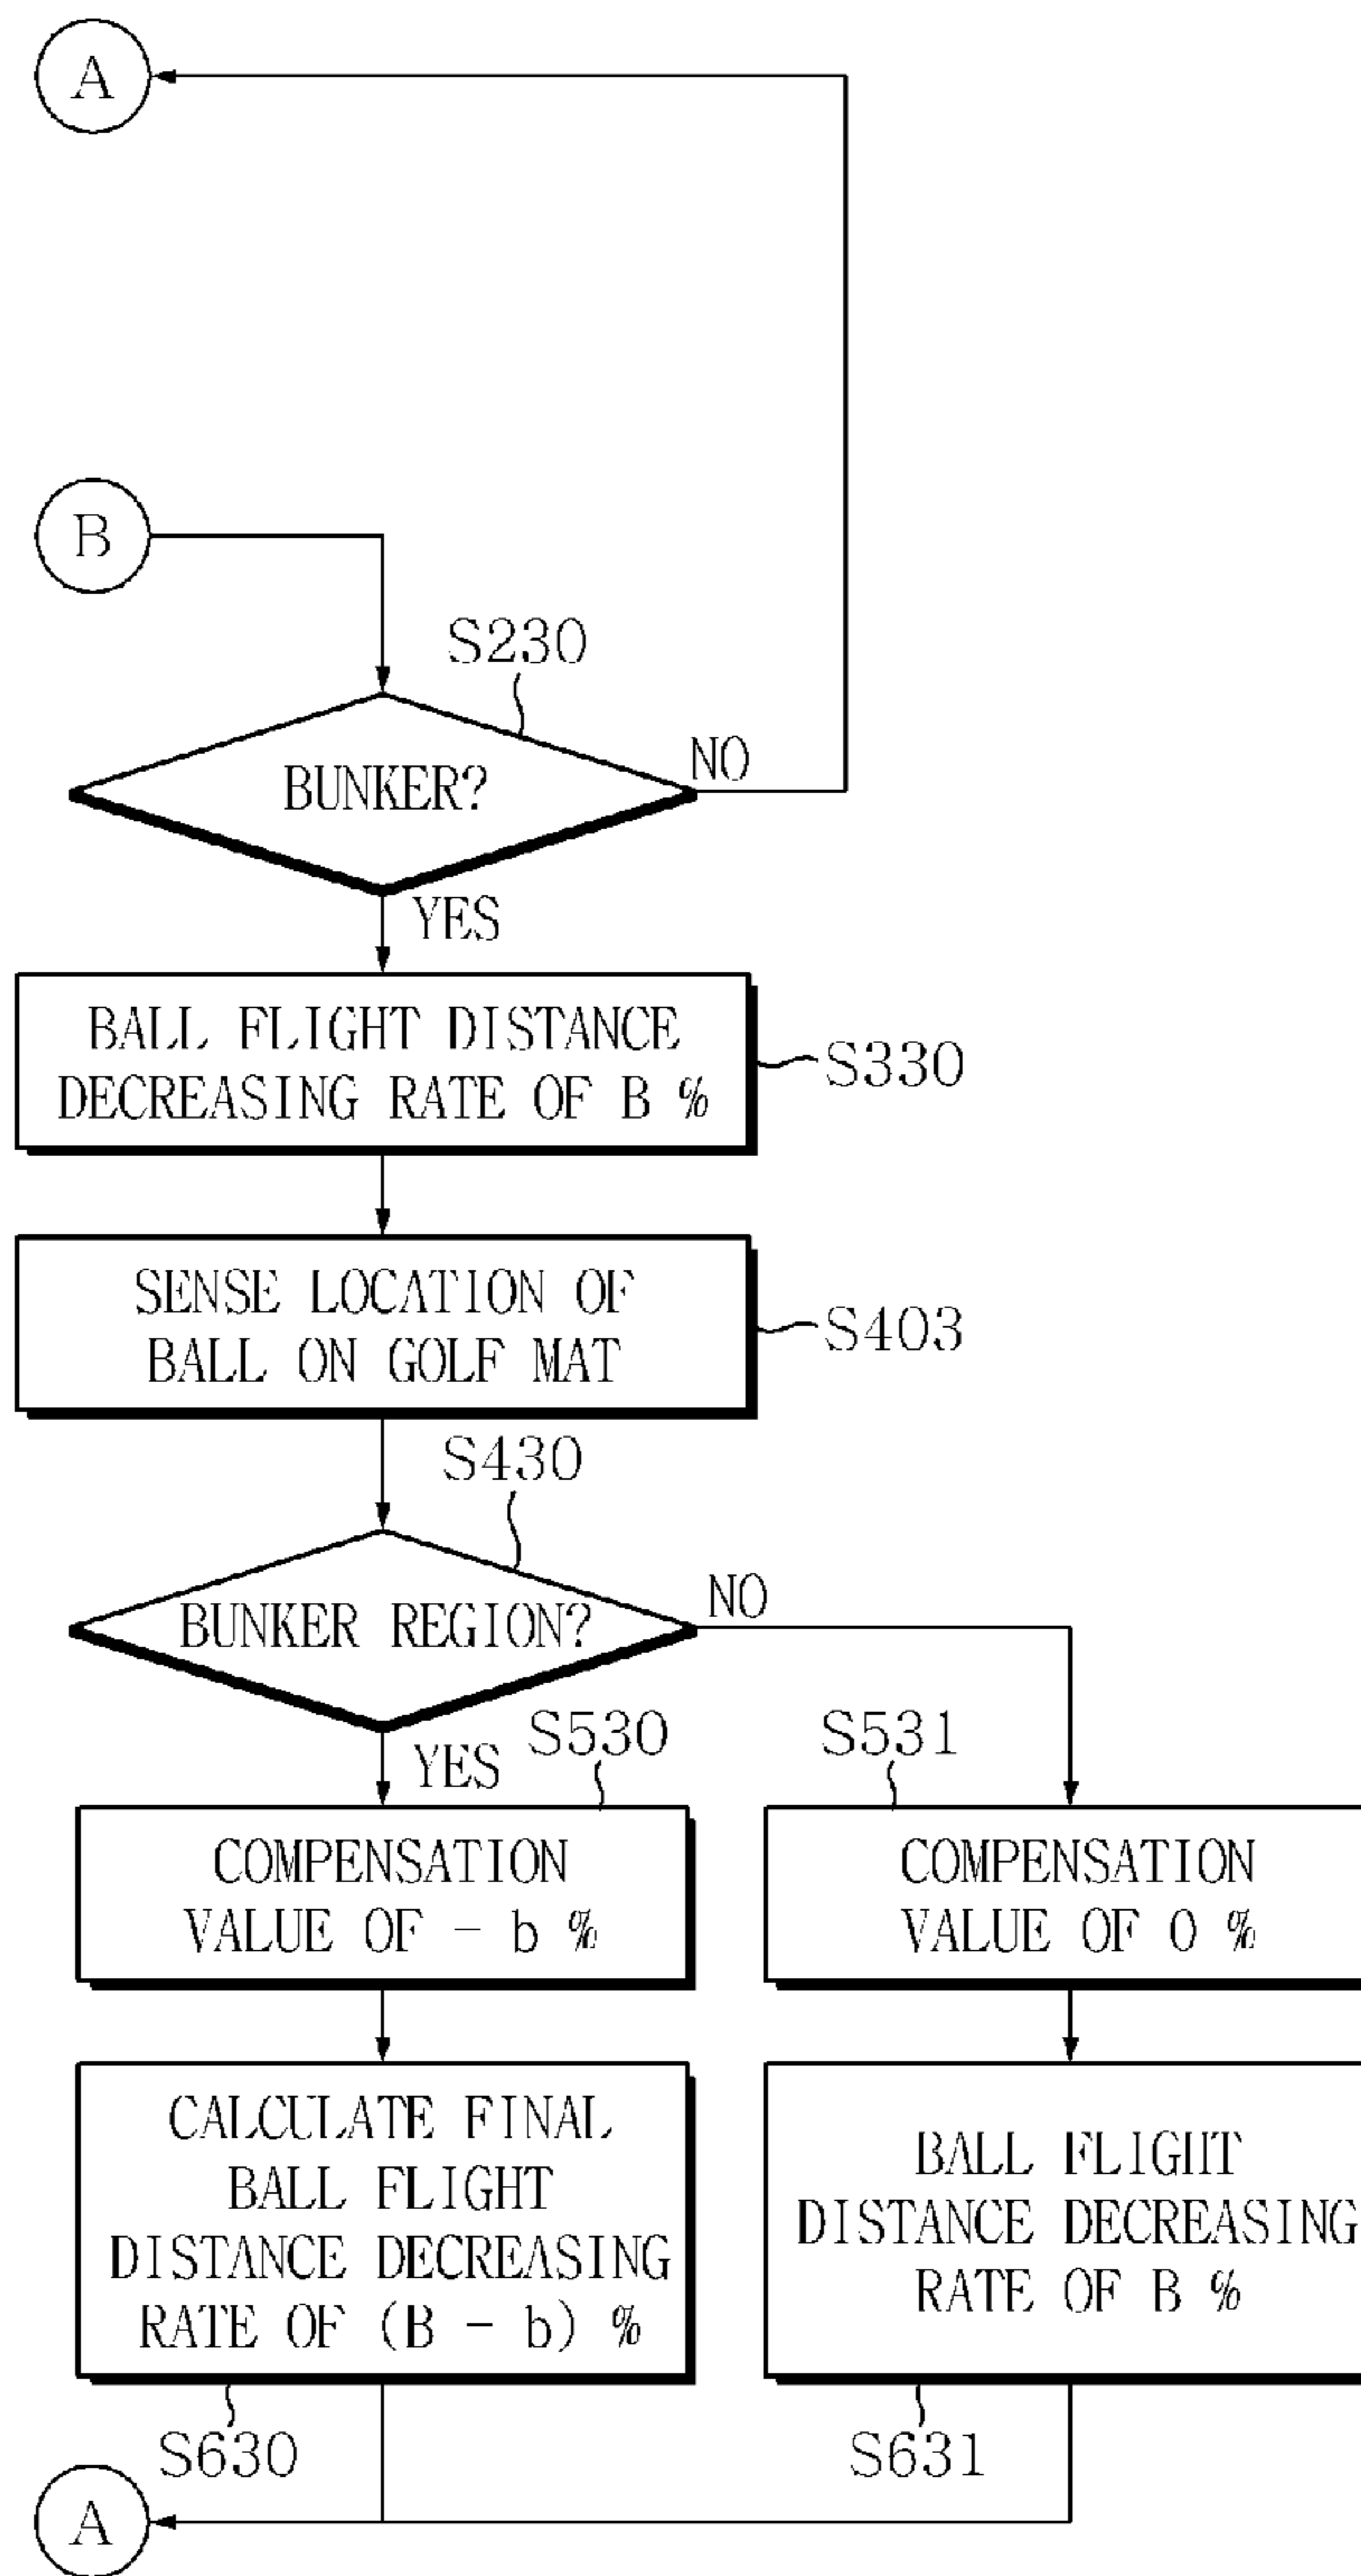 A
B
S230
BUNKER?
NO
YES
BALL FLIGHT DISTANCE
DECREASING RATE OF B %
S330
SENSE LOCATION OF
BALL ON GOLF MAT
S403
S430
BUNKER REGION?
NO
YES
S530
S531
COMPENSATION
VALUE OF - b %
COMPENSATION
VALUE OF 0 %
CALCULATE FINAL
BALL FLIGHT
DISTANCE DECREASING
RATE OF (B - b) %
BALL FLIGHT
DISTANCE DECREASING
RATE OF B %
S630
S631
A